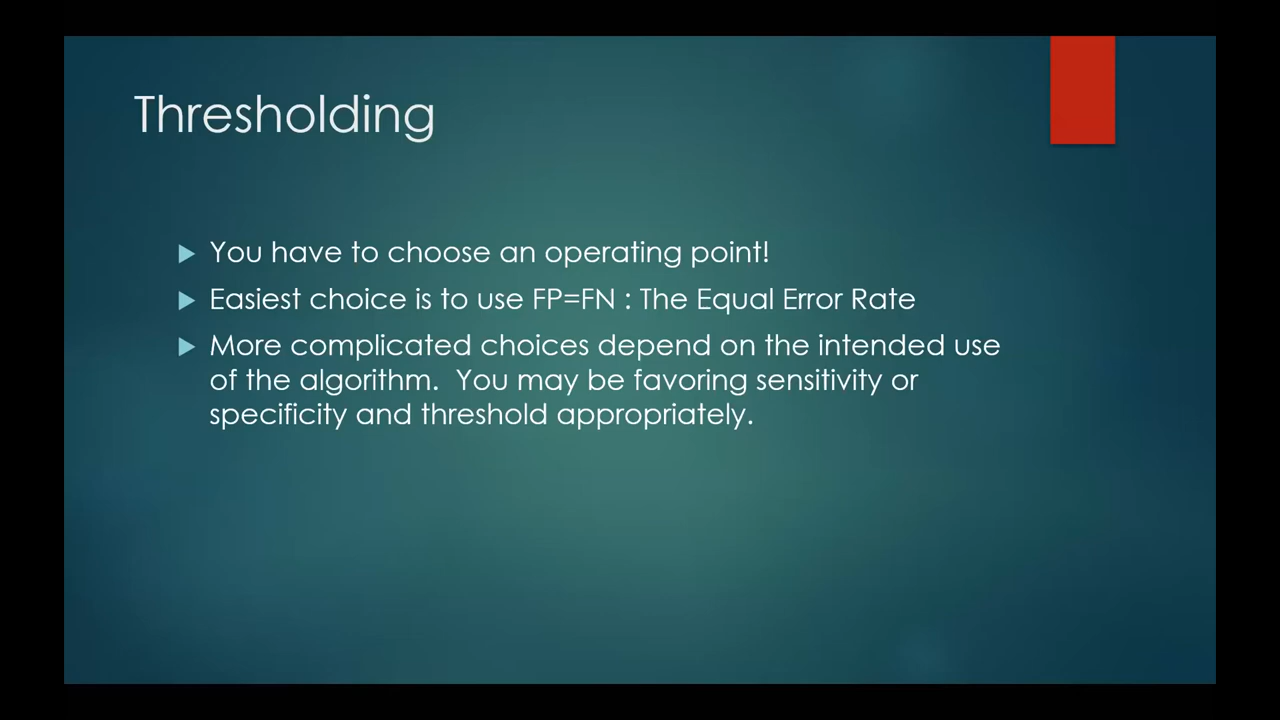 Thresholding
You have to choose an operating point!
Easiest choice is to use FP=FN : The Equal Error Rate
More complicated choices depend on the intended use
of the algorithm.  You may be favoring sensitivity or
specificity and threshold appropriately.